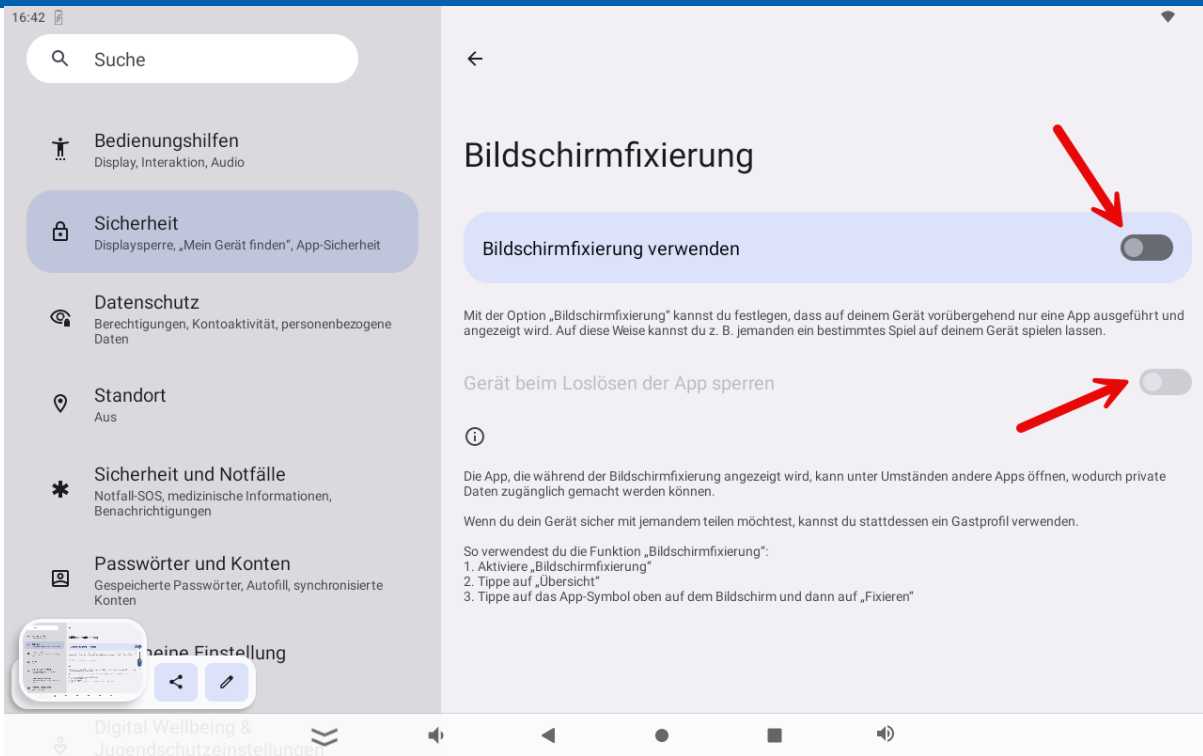 16:42
Suche
Bedienungshilfen
Display, Interaktion, Audio
Sicherheit
Displaysperre, „Mein Gerät finden“, App-Sicherheit
Datenschutz
Berechtigungen, Kontoaktivität, personenbezogene
Daten
Standort
Aus
Sicherheit und Notfälle
Notfall-SOS, medizinische Informationen,
Benachrichtigungen
Passwörter und Konten
Gespeicherte Passwörter, Autofill, synchronisierte
Konten
Einstellung
Digital Wellbeing &
Jugendschutzeinstellungen
Bildschirmfixierung
Bildschirmfixierung verwenden
Mit der Option „Bildschirmfixierung“ kannst du festlegen, dass auf deinem Gerät vorübergehend nur eine App ausgeführt und
angezeigt wird. Auf diese Weise kannst du z. B. jemanden ein bestimmtes Spiel auf deinem Gerät spielen lassen.
Gerät beim Loslösen der App sperren
Die App, die während der Bildschirmfixierung angezeigt wird, kann unter Umständen andere Apps öffnen, wodurch private
Daten zugänglich gemacht werden können.
Wenn du dein Gerät sicher mit jemandem teilen möchtest, kannst du stattdessen ein Gastprofil verwenden.
So verwendest du die Funktion „Bildschirmfixierung“:
1. Aktiviere „Bildschirmfixierung“
2. Tippe auf „Übersicht“
3. Tippe auf das App-Symbol oben auf dem Bildschirm und dann auf „Fixieren“